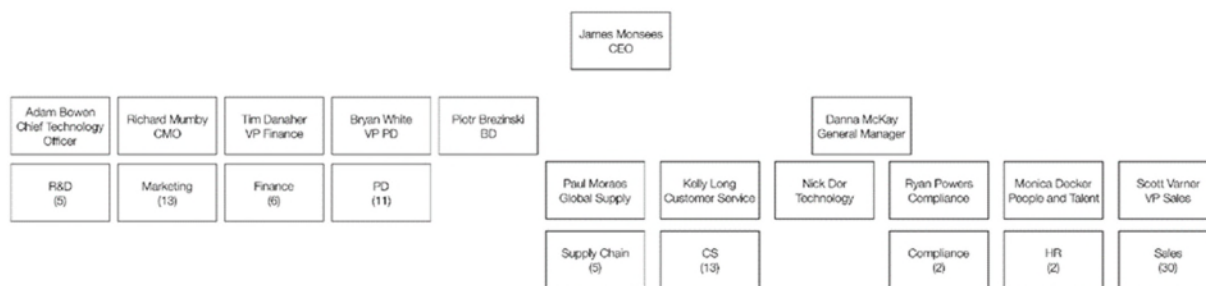 James Monsees
CEO
Adam Bowen
Chief Technology
Officer
Richard Mumby
CMO
Tim Danaher
VP Finance
Bryan White
VP PD
Piotr Brezinski
BD
Danna McKay
General Manager
R&D
(5)
Marketing
(13)
Finance
(6)
PD
(11)
Paul Moraes
Global Supply
Kelly Long
Customer Service
Nick Dor
Technology
Ryan Powers
Compliance
Monica Decker
People and Talent
Scott Varner
VP Sales
Supply Chain
(5)
CS
(13)
Compliance
(2)
HR
(2)
Sales
(30)